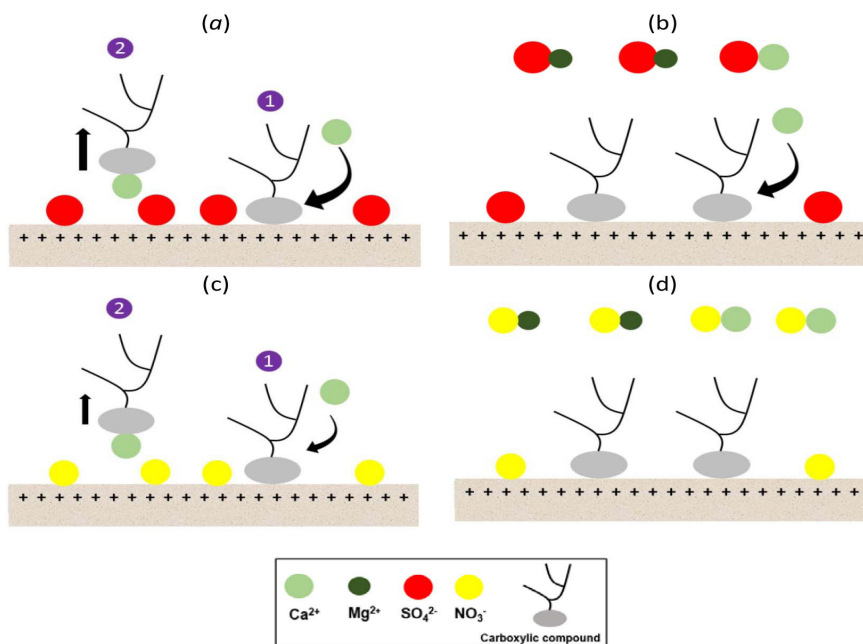 (a)
(b)
2
1
(c)
(d)
2
1
Ca²⁺ Mg²⁺ SO₄²⁻ NO₃⁻
Carboxylic compound